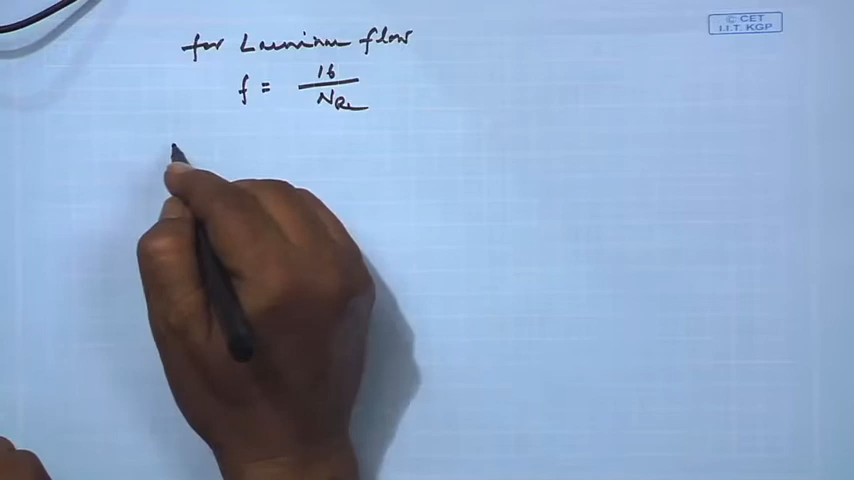 for Laminar flow
f = 16 / NRe
© CET
I.I.T. KGP